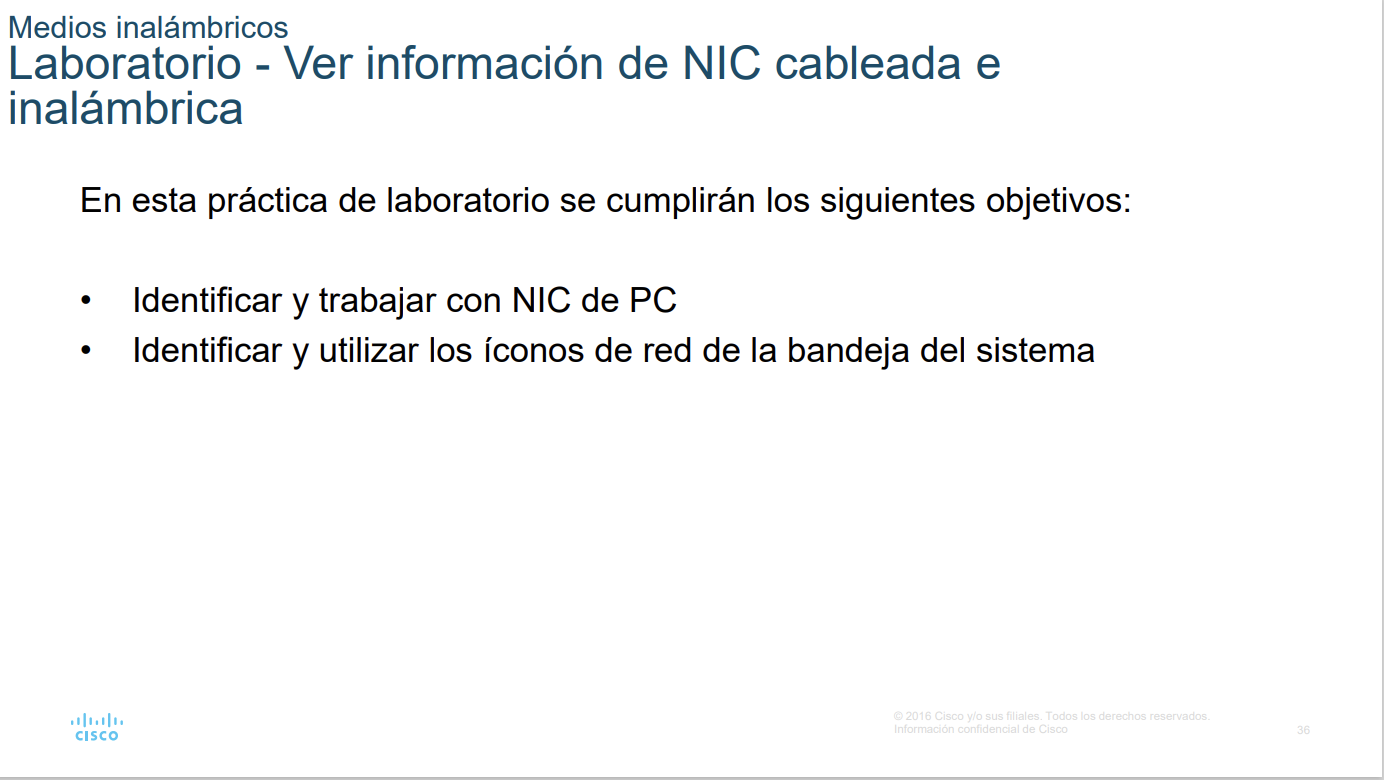 Medios inalámbricos
Laboratorio - Ver información de NIC cableada e
inalámbrica
En esta práctica de laboratorio se cumplirán los siguientes objetivos:
• Identificar y trabajar con NIC de PC
• Identificar y utilizar los íconos de red de la bandeja del sistema
CISCO
© 2016 Cisco y/o sus filiales. Todos los derechos reservados.
Información confidencial de Cisco
36